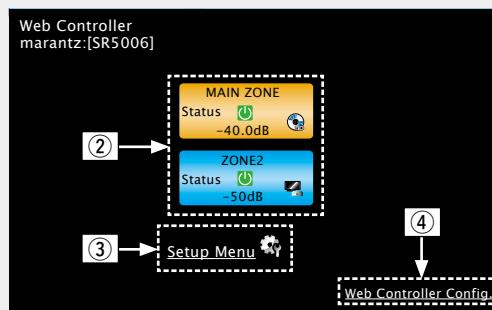 Web Controller
marantz:[SR5006]
MAIN ZONE
Status
-40.0dB
②
ZONE2
Status
-50dB
③
Setup Menu
④
Web Controller Config.